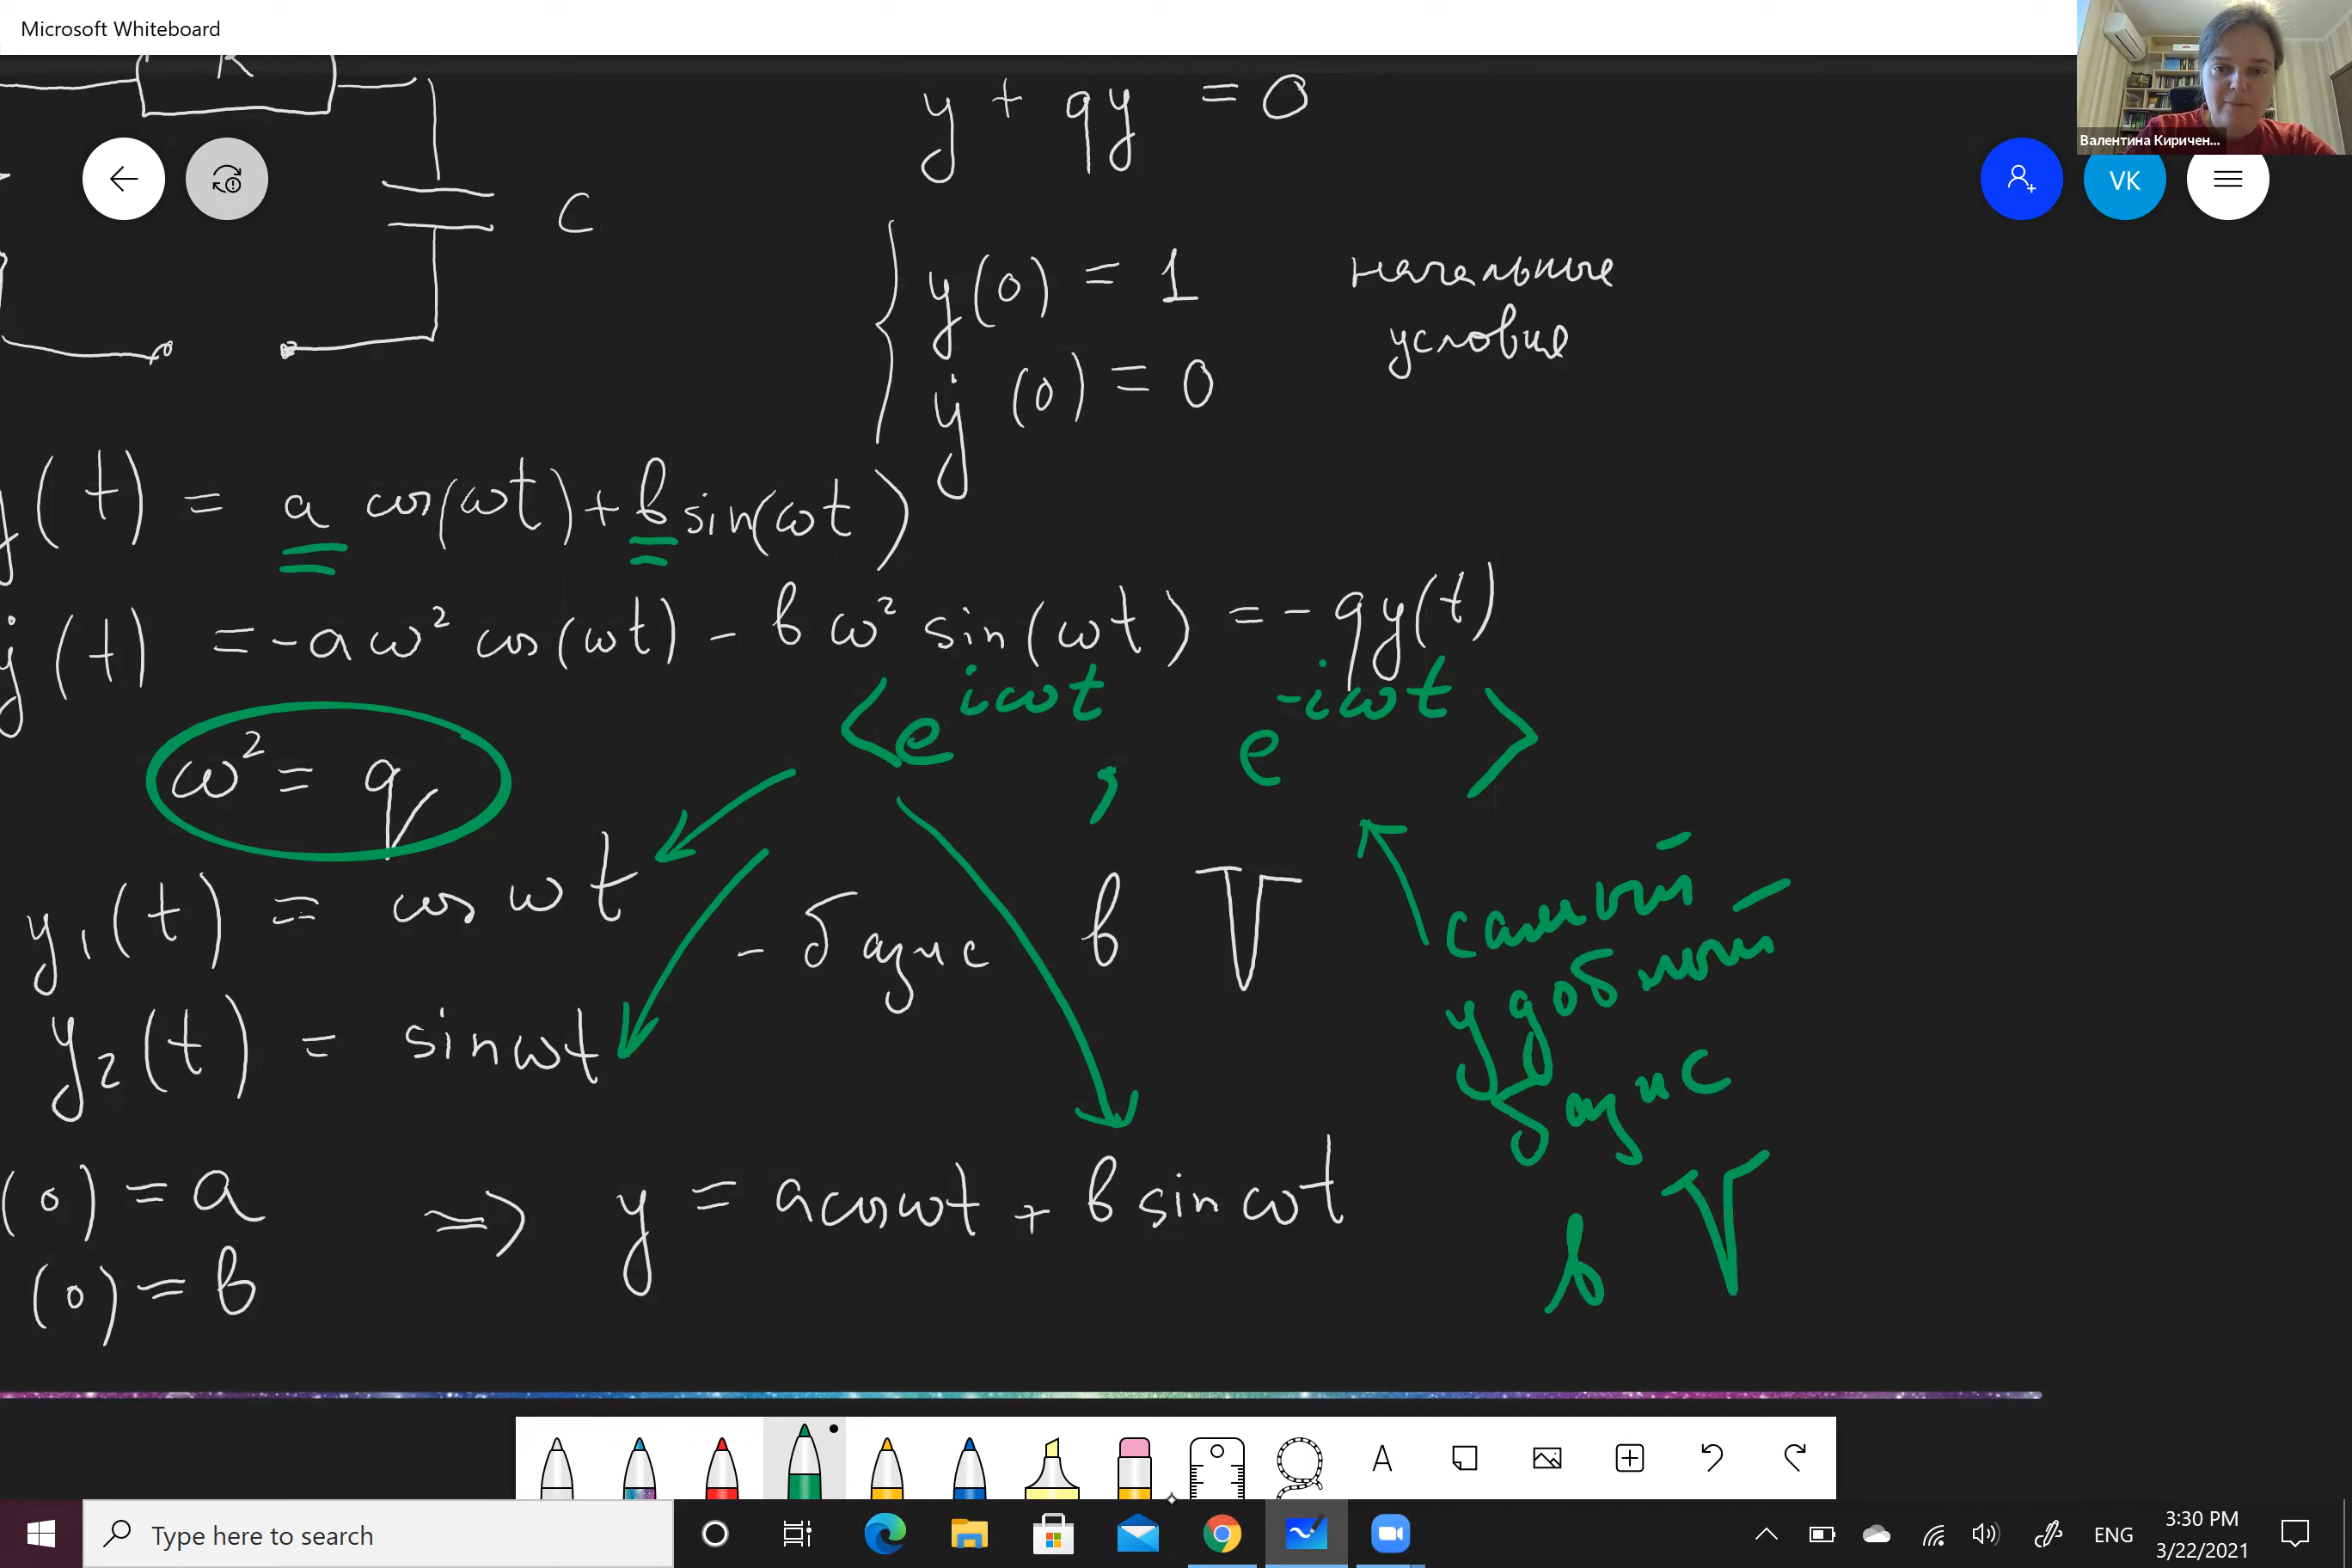 Microsoft Whiteboard
Валентина Киричен...
VK
R
C
y + qy = 0
y(0) = 1
ẏ(0) = 0
начальные
условия
y(t) = a cos(ωt) + b sin(ωt)
ÿ(t) = -aω² cos(ωt) - bω² sin(ωt) = -qy(t)
<e^{iωt}, e^{-iωt}>
ω² = q
y₁(t) = cos ωt
- базис в V
y₂(t) = sin ωt
самый
удобный
базис
в V
(0) = a
(0) = b
=> y = a cos ωt + b sin ωt
Type here to search
ENG
3:30 PM
3/22/2021